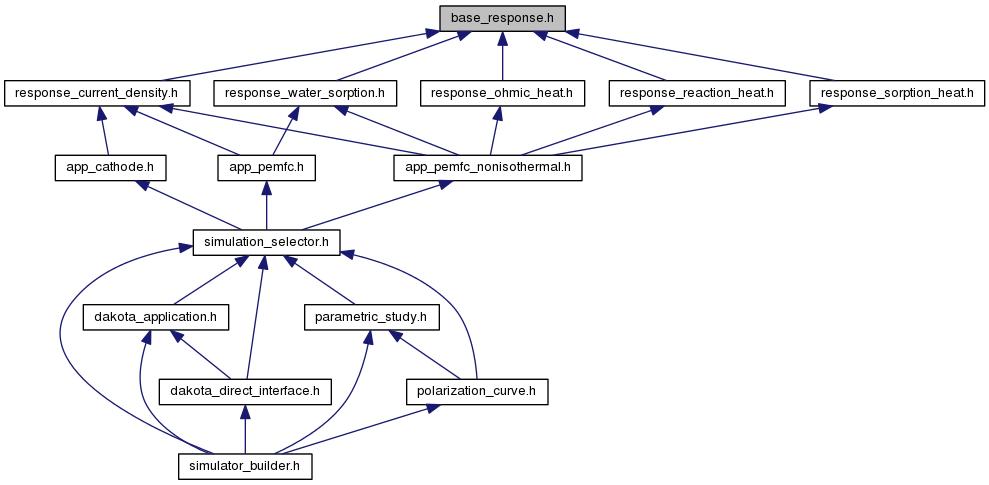 base_response.h
response_current_density.h
response_water_sorption.h
response_ohmic_heat.h
response_reaction_heat.h
response_sorption_heat.h
app_cathode.h
app_pemfc.h
app_pemfc_nonisothermal.h
simulation_selector.h
dakota_application.h
parametric_study.h
dakota_direct_interface.h
polarization_curve.h
simulator_builder.h